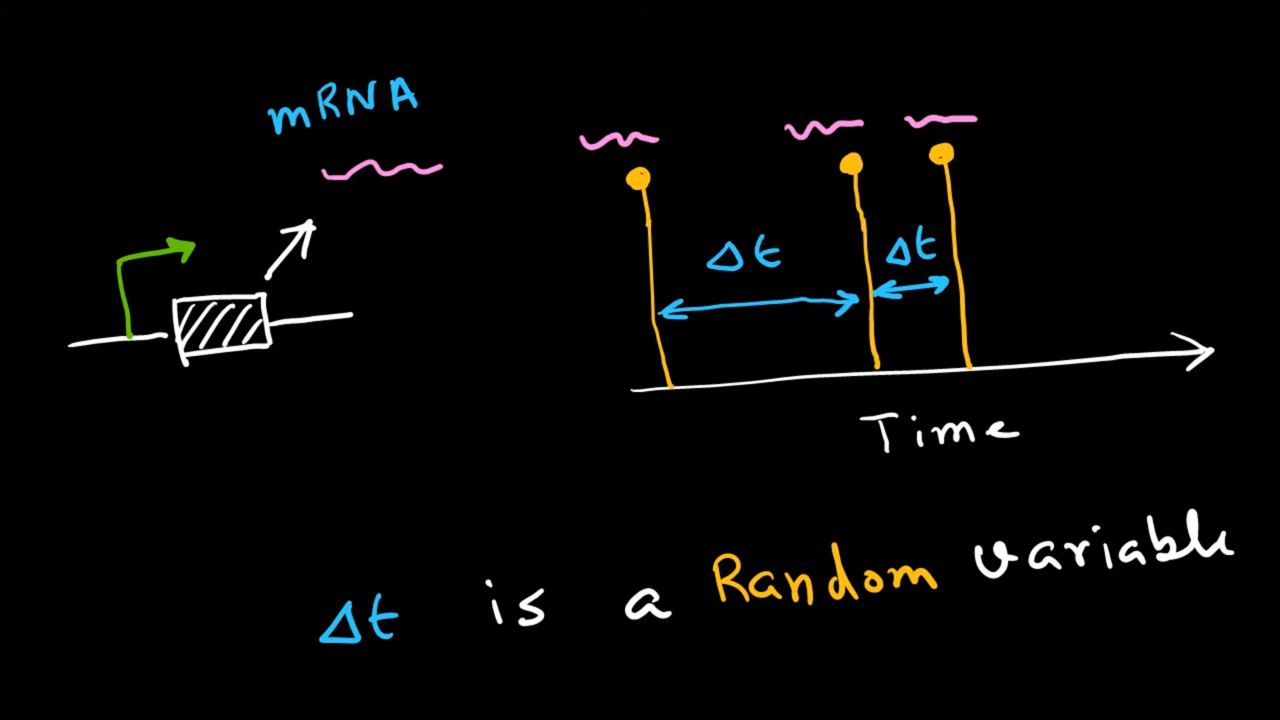 mRNA
Δt
Δt
Time
Δt is a Random variable